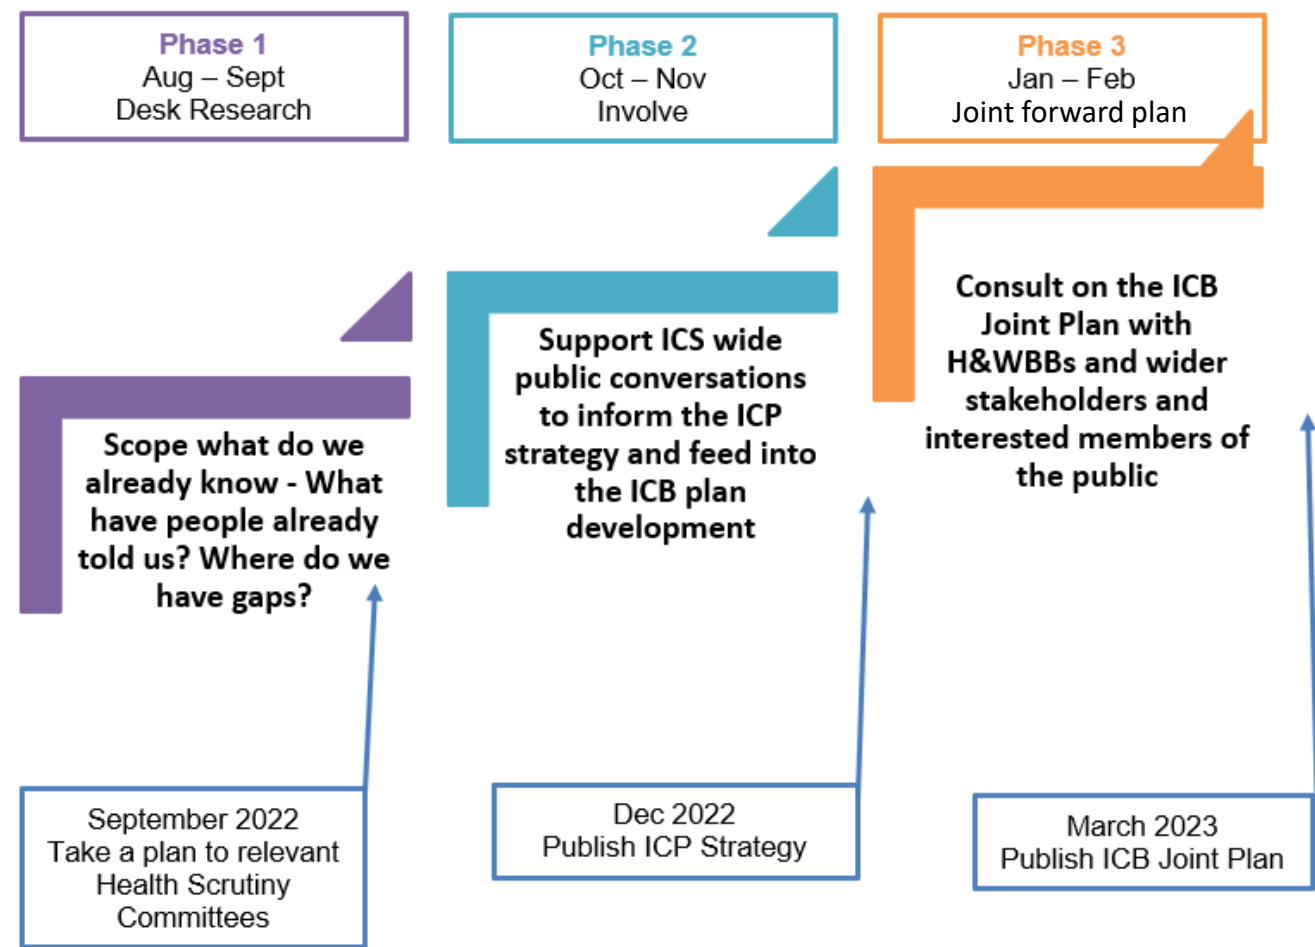 Phase 1
Aug – Sept
Desk Research
Phase 2
Oct – Nov
Involve
Phase 3
Jan – Feb
Joint forward plan
Scope what do we
already know - What
have people already
told us? Where do we
have gaps?
Support ICS wide
public conversations
to inform the ICP
strategy and feed into
the ICB plan
development
Consult on the ICB
Joint Plan with
H&WBBs and wider
stakeholders and
interested members of
the public
September 2022
Take a plan to relevant
Health Scrutiny
Committees
Dec 2022
Publish ICP Strategy
March 2023
Publish ICB Joint Plan